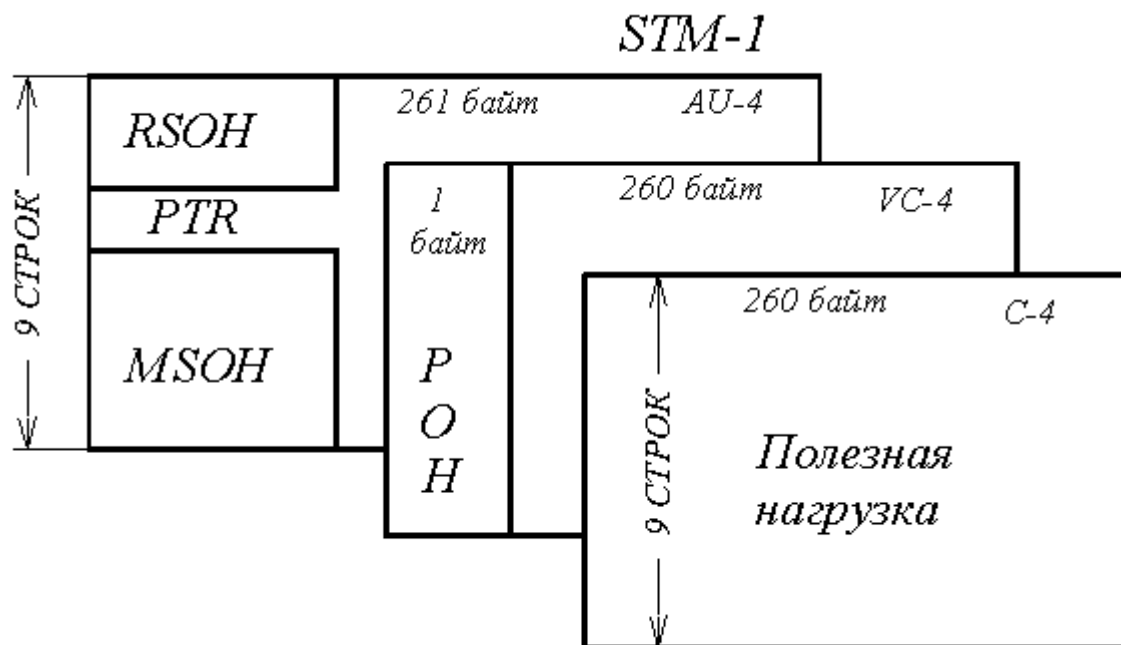 STM-1
261 байт
AU-4
RSOH
PTR
MSOH
9 СТРОК
1
байт
P
O
H
260 байт
VC-4
260 байт
C-4
9 СТРОК
Полезная
нагрузка